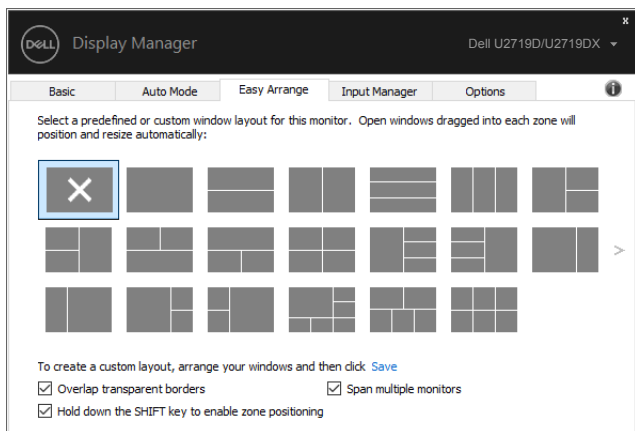 x
DELL Display Manager Dell U2719D/U2719DX
Basic Auto Mode Easy Arrange Input Manager Options
Select a predefined or custom window layout for this monitor. Open windows dragged into each zone will
position and resize automatically:
>
To create a custom layout, arrange your windows and then click Save
Overlap transparent borders Span multiple monitors
Hold down the SHIFT key to enable zone positioning